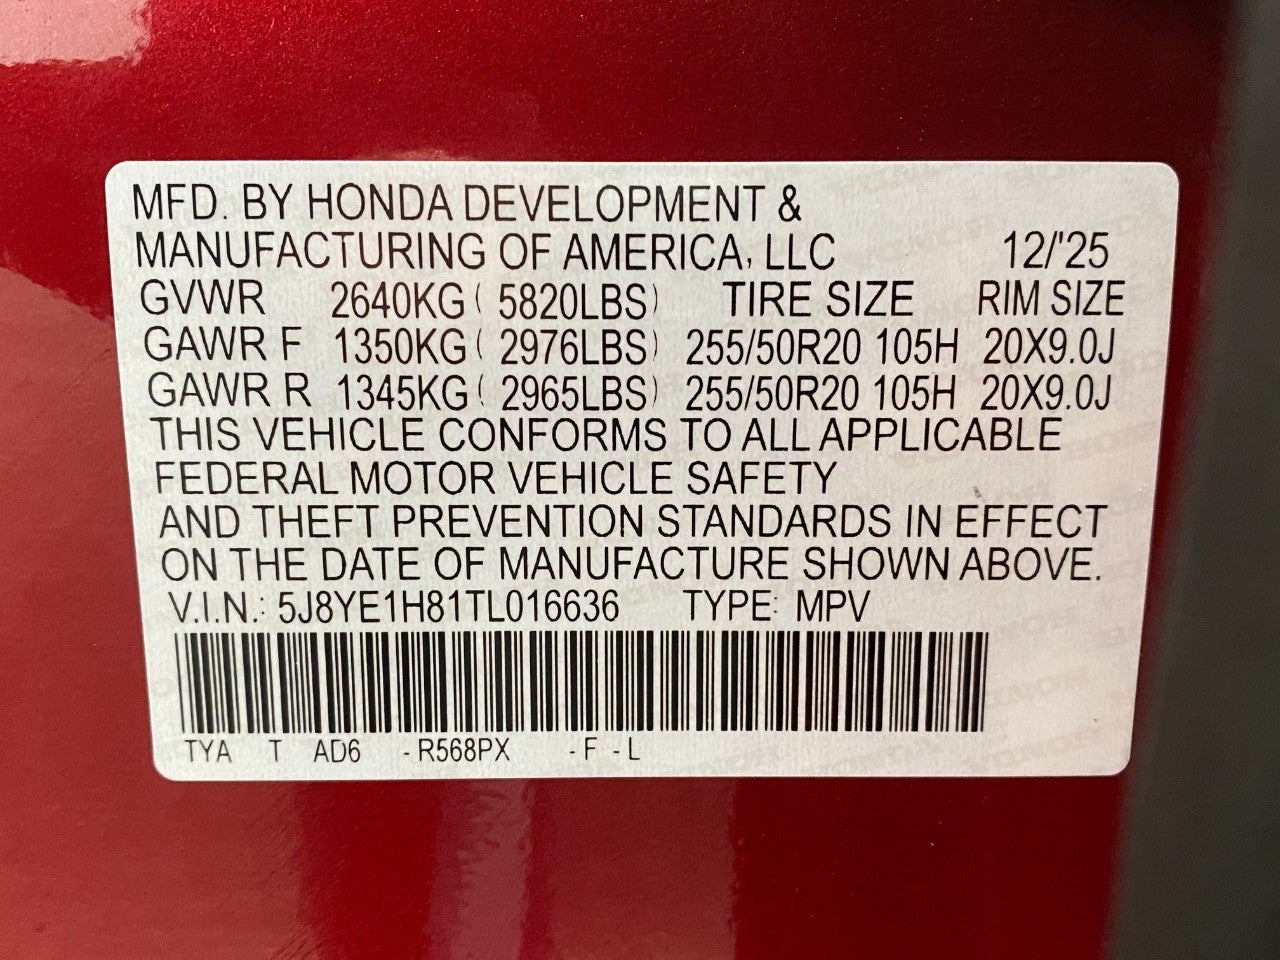 MFD. BY HONDA DEVELOPMENT &
MANUFACTURING OF AMERICA, LLC 12/'25
GVWR 2640KG ( 5820LBS) TIRE SIZE RIM SIZE
GAWR F 1350KG ( 2976LBS) 255/50R20 105H 20X9.0J
GAWR R 1345KG ( 2965LBS) 255/50R20 105H 20X9.0J
THIS VEHICLE CONFORMS TO ALL APPLICABLE
FEDERAL MOTOR VEHICLE SAFETY
AND THEFT PREVENTION STANDARDS IN EFFECT
ON THE DATE OF MANUFACTURE SHOWN ABOVE.
V.I.N.: 5J8YE1H81TL016636 TYPE: MPV
TYA T AD6 - R568PX - F - L